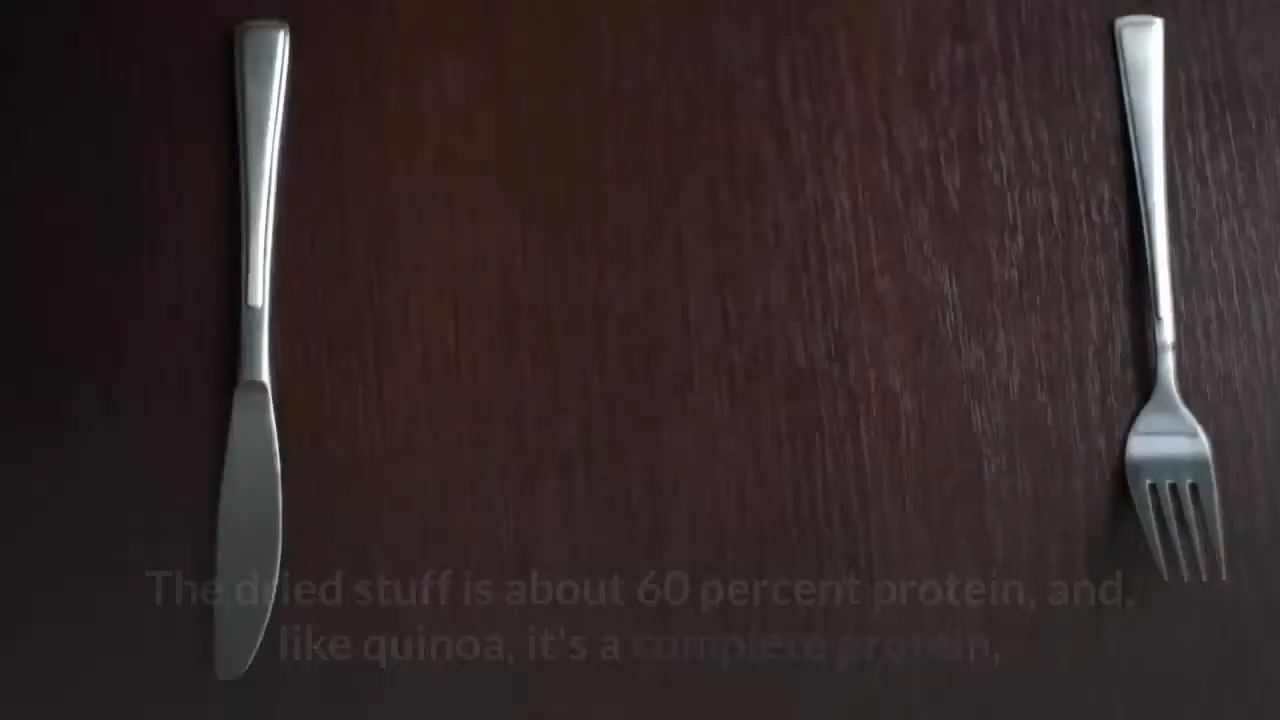 The dried stuff is about 60 percent protein, and,
like quinoa, it's a complete protein,